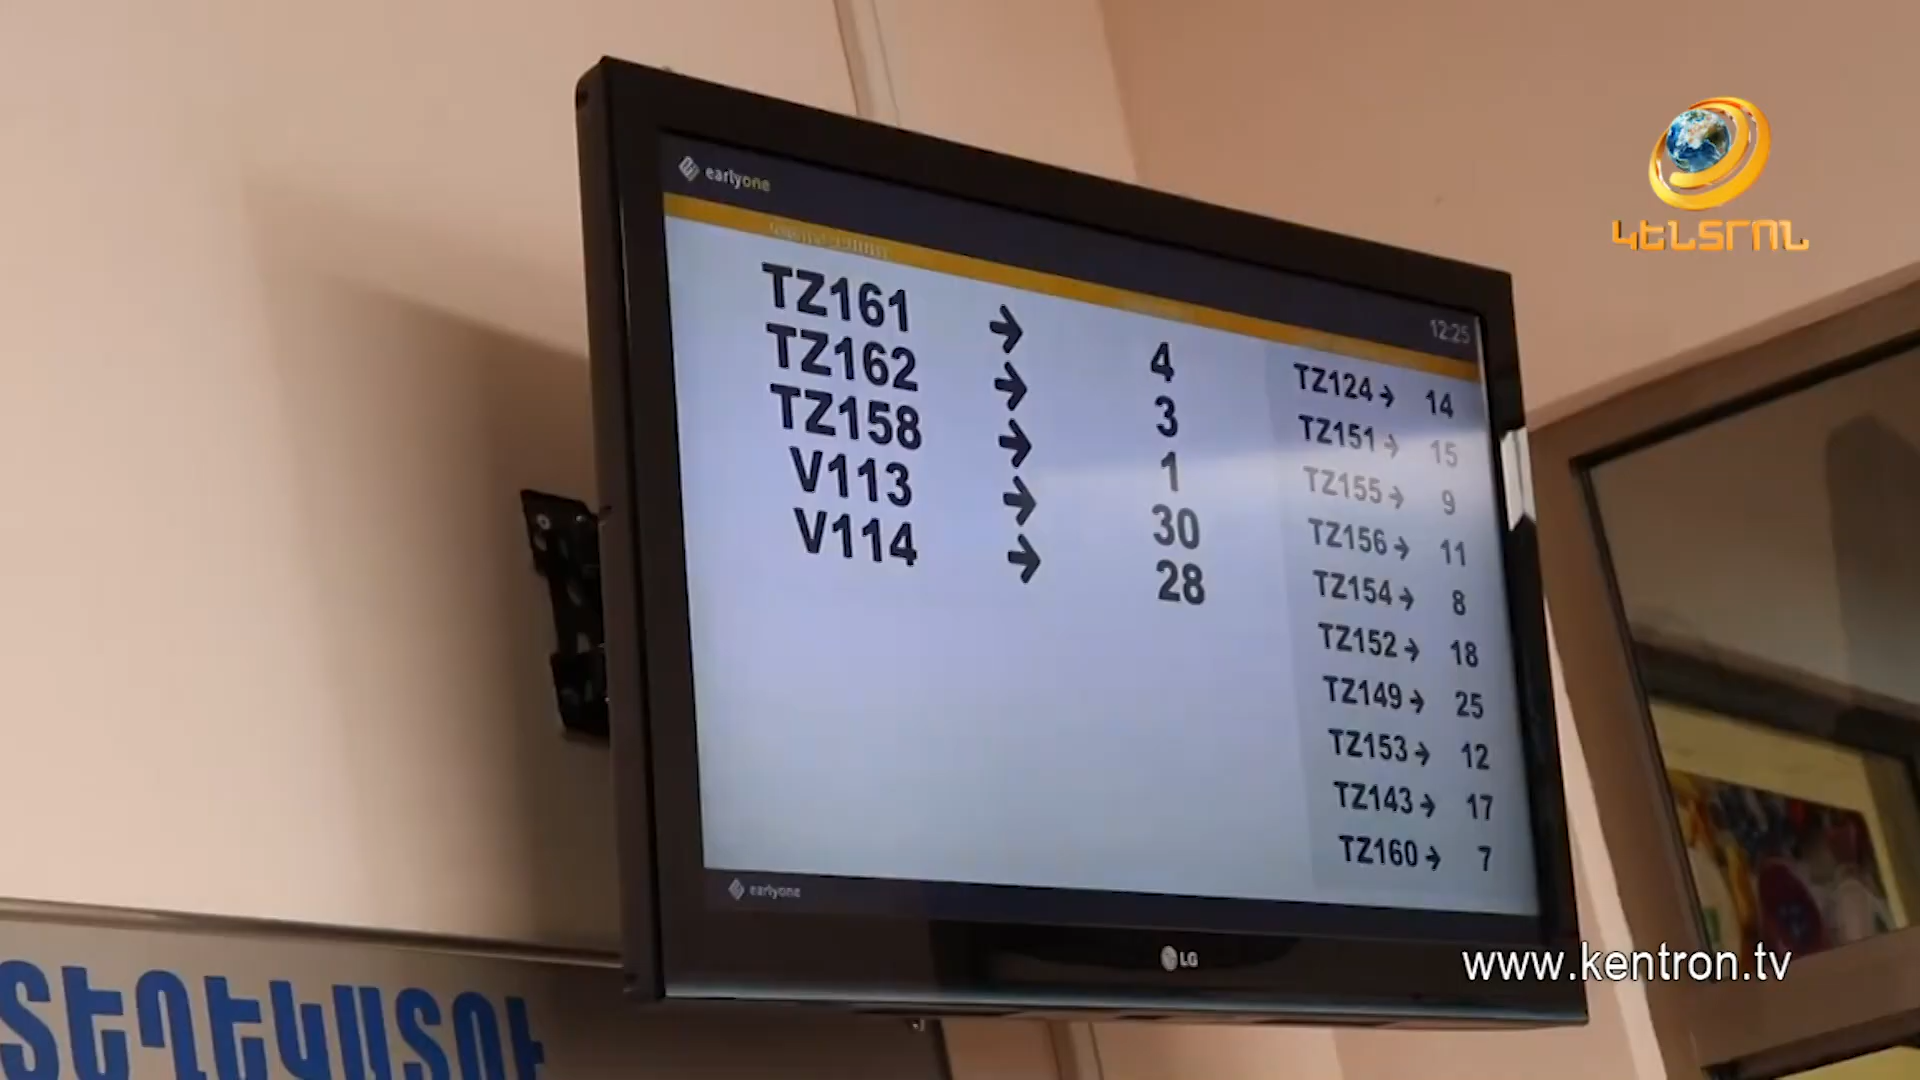 earlyone
ԿԵՆՏՐՈՆ
12:25
TZ161 → 4
TZ162 → 3
TZ158 → 1
V113 → 30
V114 → 28
TZ124 → 14
TZ151 → 15
TZ155 → 9
TZ156 → 11
TZ154 → 8
TZ152 → 18
TZ149 → 25
TZ153 → 12
TZ143 → 17
TZ160 → 7
earlyone
LG
www.kentron.tv
ՏԵՂԵԿԱՏՈՒ